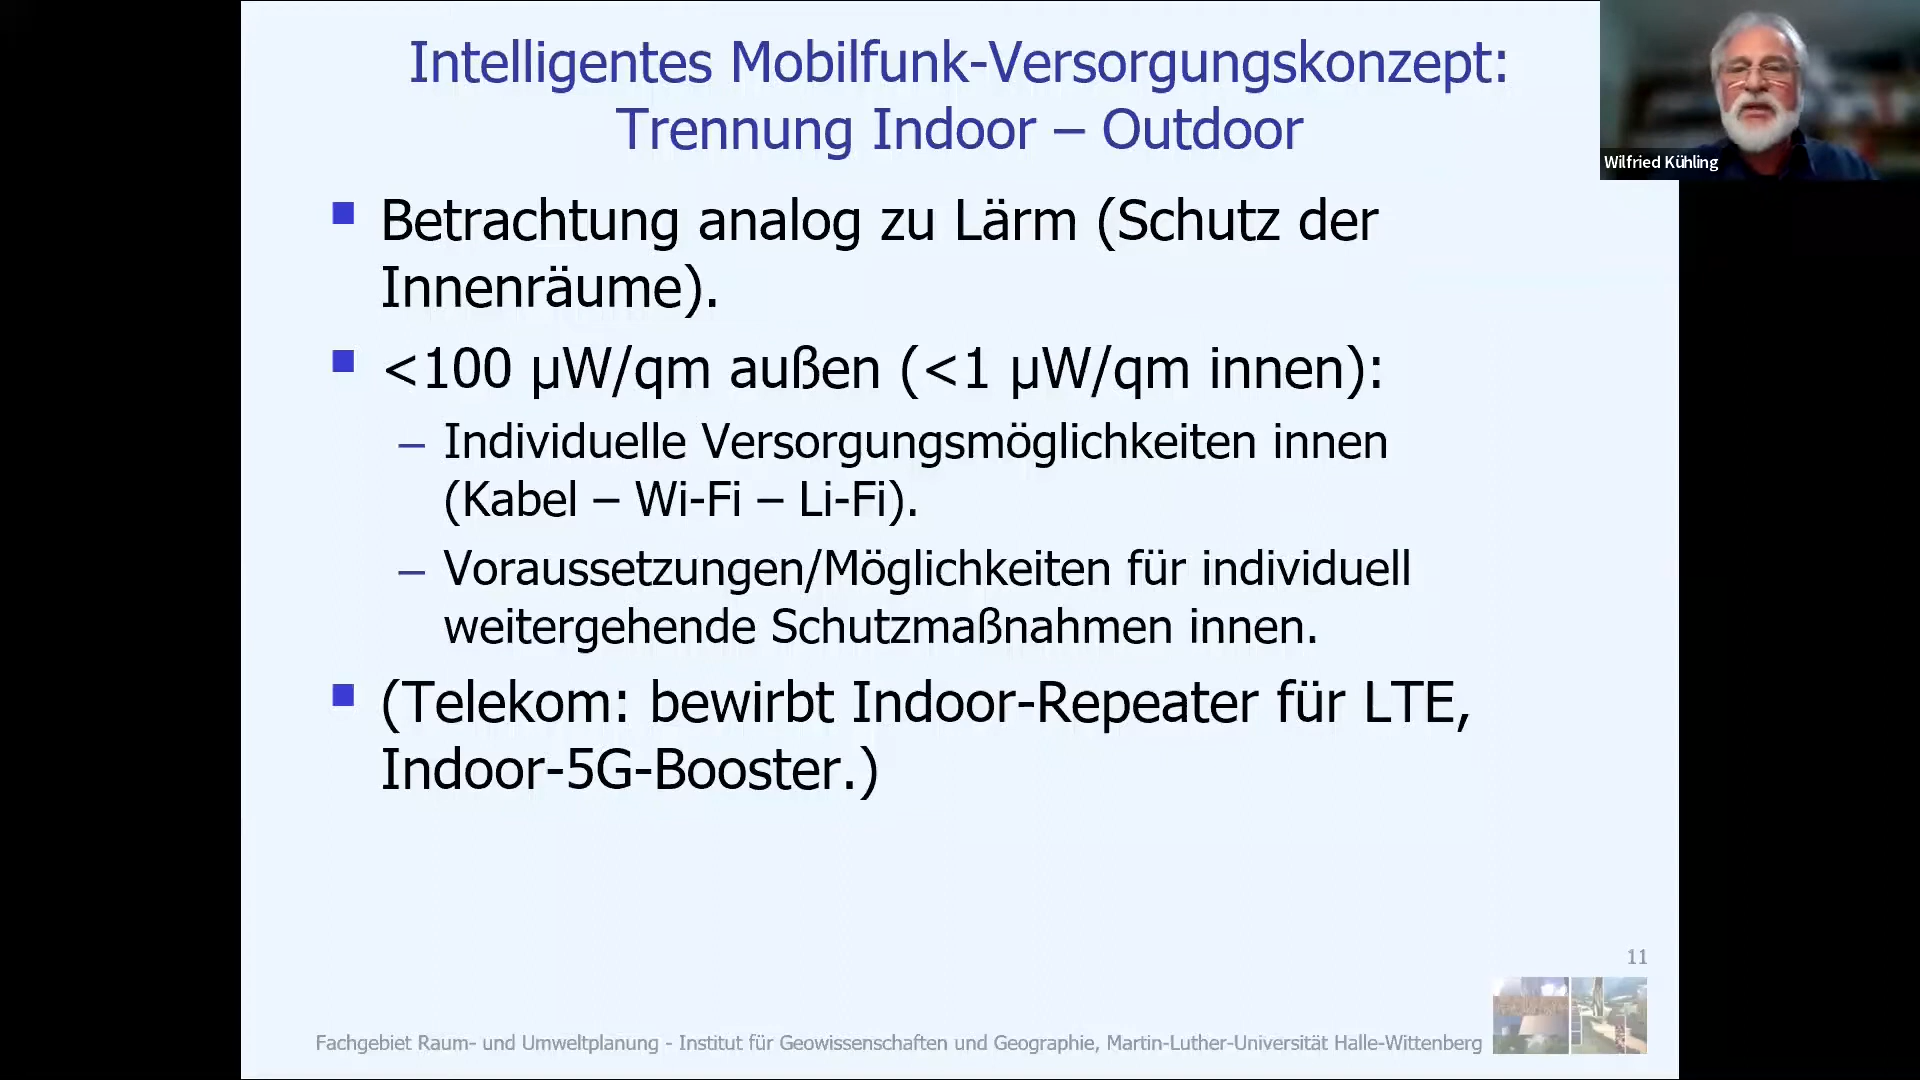 Intelligentes Mobilfunk-Versorgungskonzept:
Trennung Indoor – Outdoor
Wilfried Kühling
▪ Betrachtung analog zu Lärm (Schutz der
Innenräume).
▪ <100 µW/qm außen (<1 µW/qm innen):
– Individuelle Versorgungsmöglichkeiten innen
(Kabel – Wi-Fi – Li-Fi).
– Voraussetzungen/Möglichkeiten für individuell
weitergehende Schutzmaßnahmen innen.
▪ (Telekom: bewirbt Indoor-Repeater für LTE,
Indoor-5G-Booster.)
11
Fachgebiet Raum- und Umweltplanung - Institut für Geowissenschaften und Geographie, Martin-Luther-Universität Halle-Wittenberg